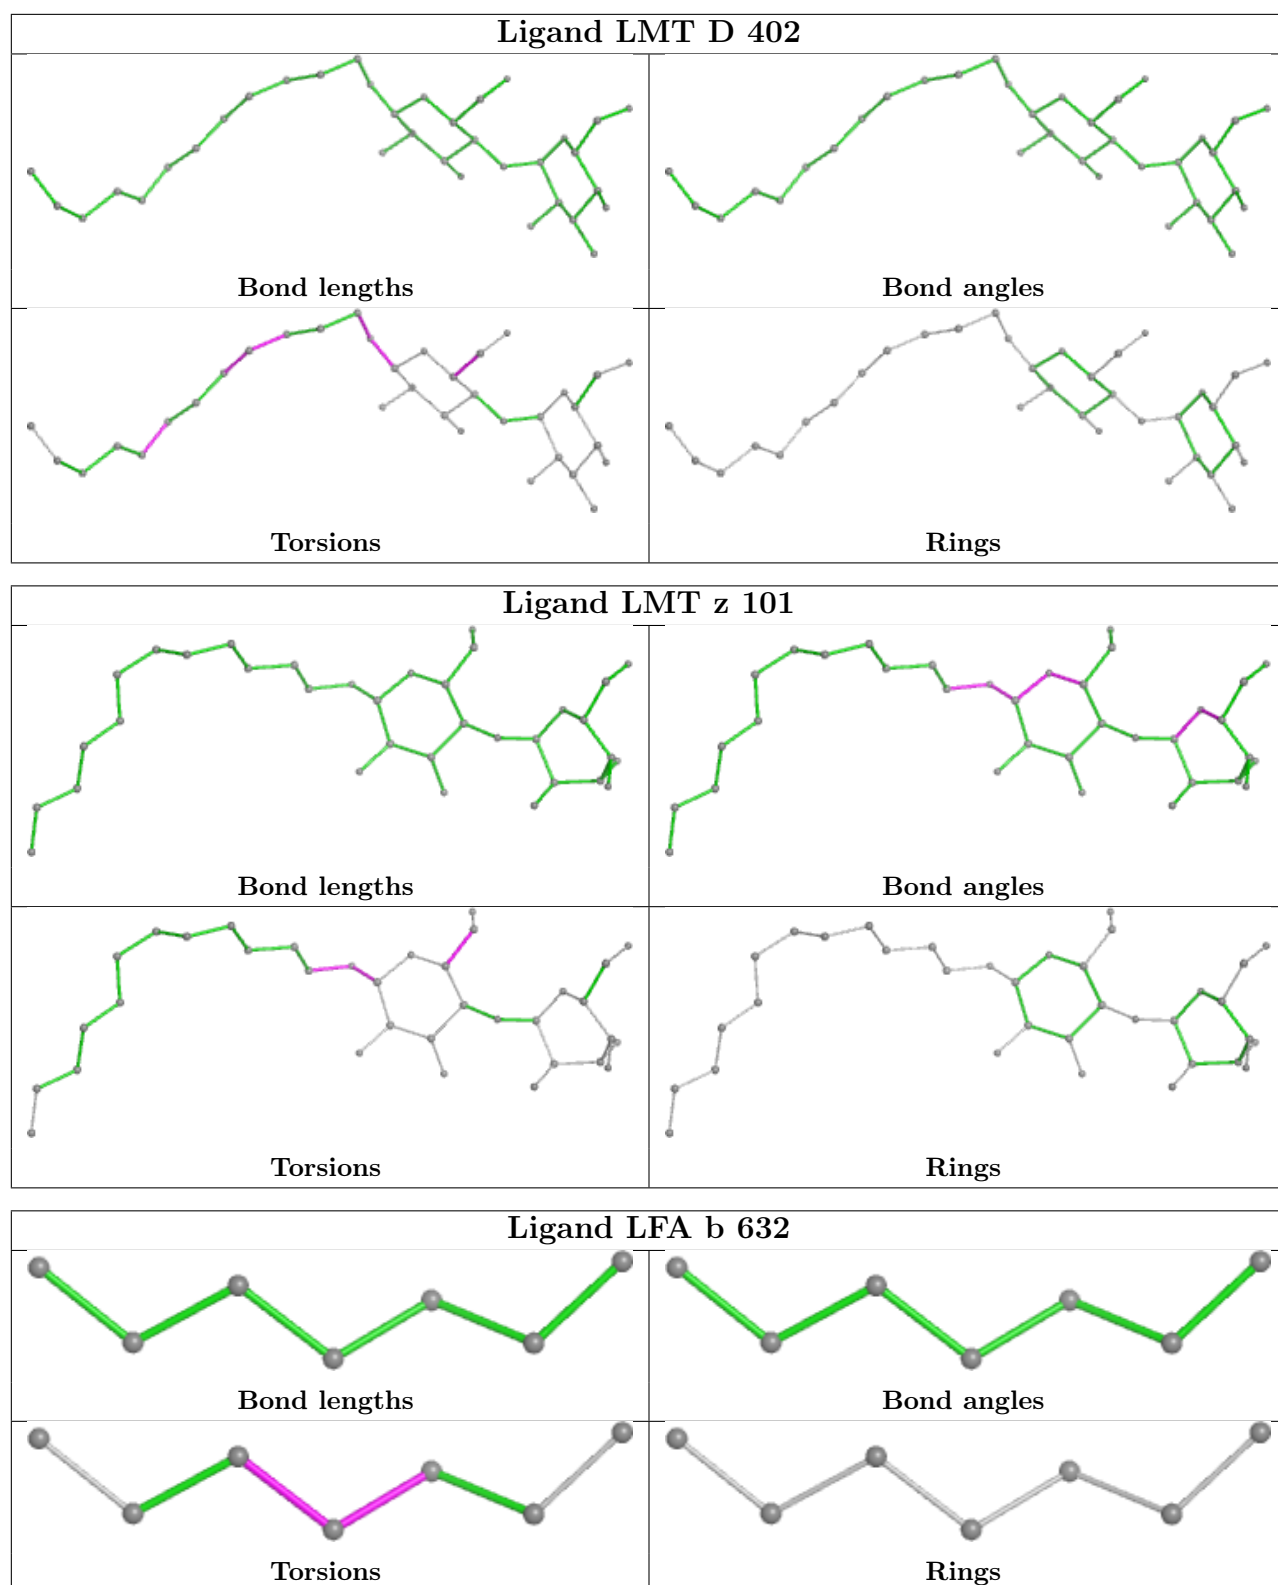 Ligand LMT D 402
Bond lengths
Bond angles
Torsions
Rings
Ligand LMT z 101
Bond lengths
Bond angles
Torsions
Rings
Ligand LFA b 632
Bond lengths
Bond angles
Torsions
Rings